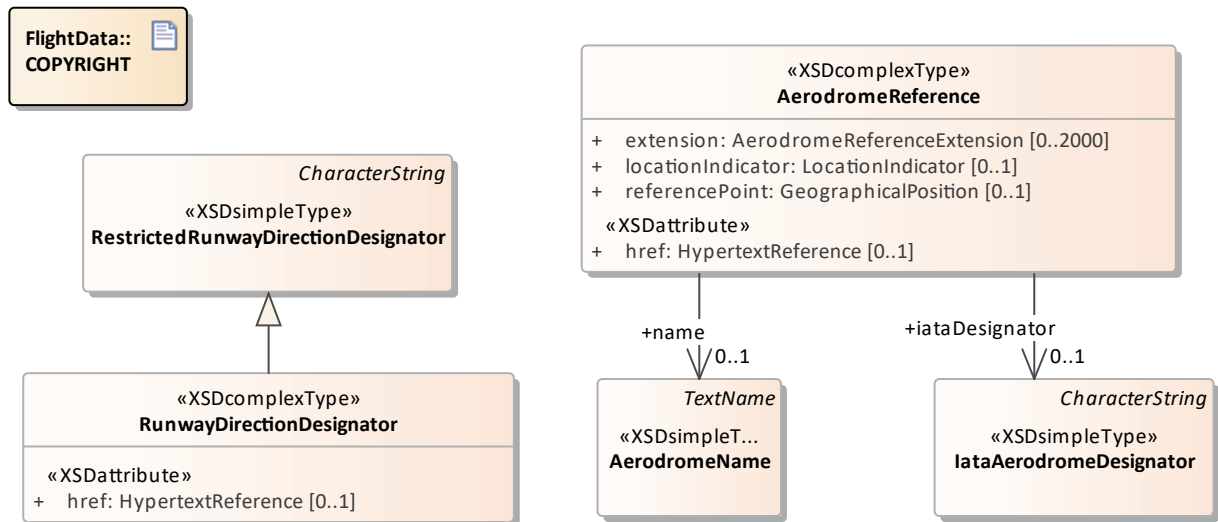 FlightData::
COPYRIGHT
«XSDcomplexType»
AerodromeReference
+ extension: AerodromeReferenceExtension [0..2000]
+ locationIndicator: LocationIndicator [0..1]
+ referencePoint: GeographicalPosition [0..1]
«XSDattribute»
+ href: HypertextReference [0..1]
CharacterString
«XSDsimpleType»
RestrictedRunwayDirectionDesignator
+name
0..1
+iataDesignator
0..1
«XSDcomplexType»
RunwayDirectionDesignator
«XSDattribute»
+ href: HypertextReference [0..1]
TextName
«XSDsimpleT...
AerodromeName
CharacterString
«XSDsimpleType»
IataAerodromeDesignator